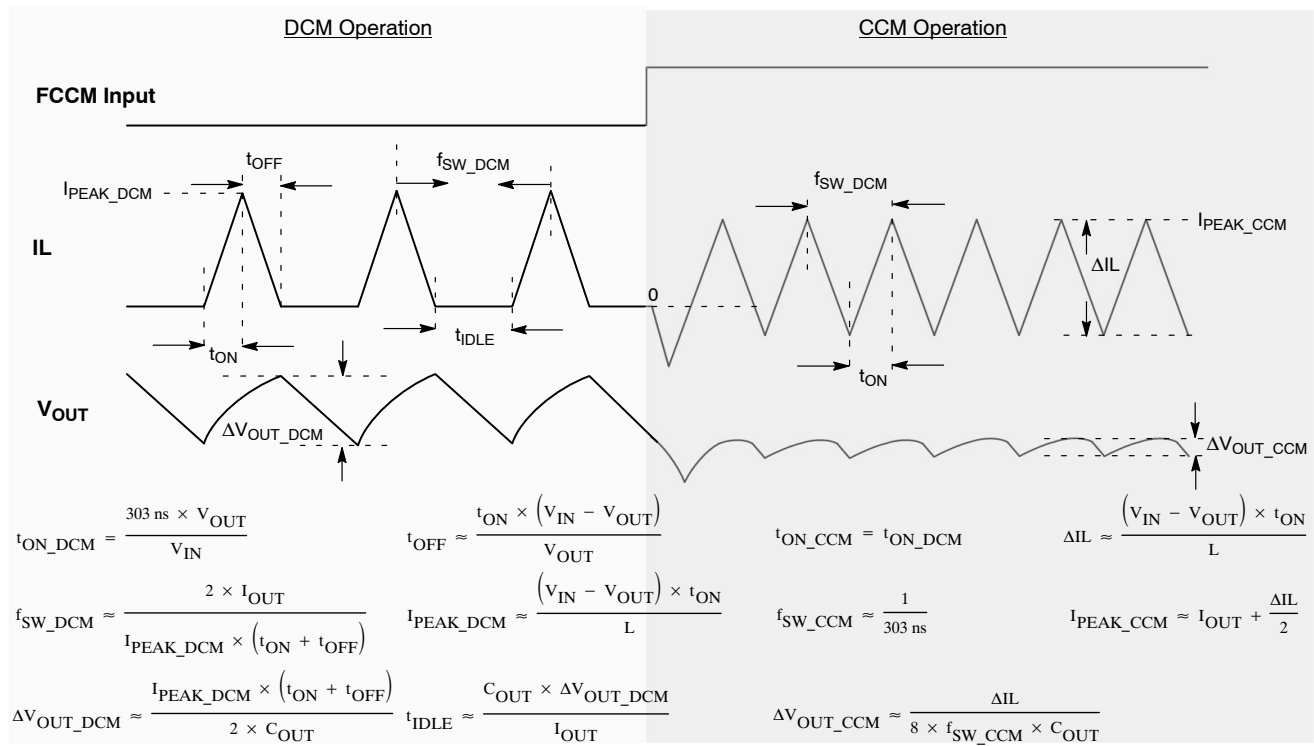 DCM Operation
CCM Operation
FCCM Input
tOFF
fSW_DCM
IPEAK_DCM
IL
tIDLE
tON
fSW_DCM
IPEAK_CCM
ΔIL
0
tON
VOUT
ΔVOUT_DCM
ΔVOUT_CCM
tON_DCM = 303 ns × VOUT / VIN
tOFF ≈ tON × (VIN − VOUT) / VOUT
tON_CCM = tON_DCM
ΔIL ≈ (VIN − VOUT) × tON / L
fSW_DCM ≈ 2 × IOUT / IPEAK_DCM × (tON + tOFF)
IPEAK_DCM ≈ (VIN − VOUT) × tON / L
fSW_CCM ≈ 1 / 303 ns
IPEAK_CCM ≈ IOUT + ΔIL / 2
ΔVOUT_DCM ≈ IPEAK_DCM × (tON + tOFF) / 2 × COUT
tIDLE ≈ COUT × ΔVOUT_DCM / IOUT
ΔVOUT_CCM ≈ ΔIL / 8 × fSW_CCM × COUT